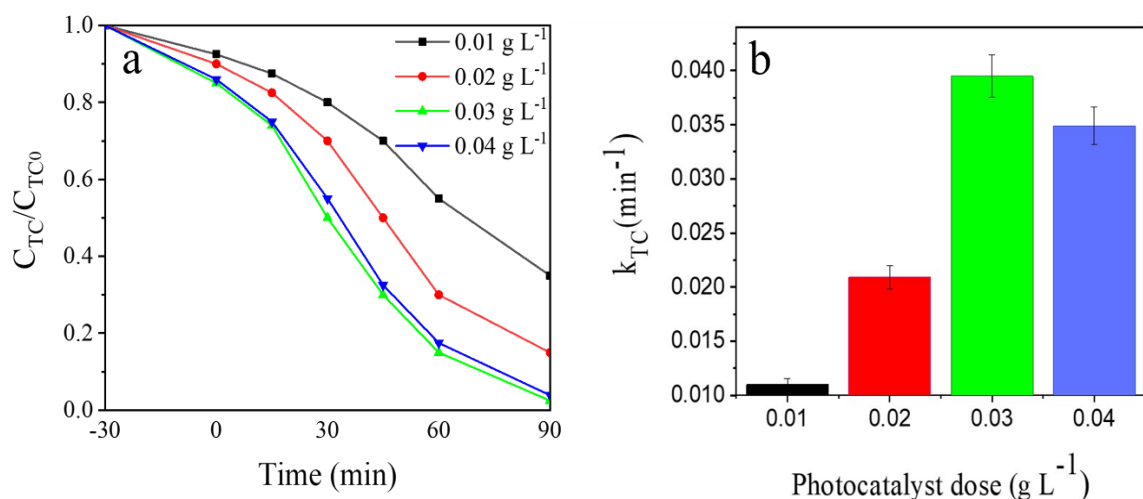 a
1.0
0.8
0.6
0.4
0.2
0.0
C_TC/C_TC0
-30 0 30 60 90
Time (min)
0.01 g L⁻¹
0.02 g L⁻¹
0.03 g L⁻¹
0.04 g L⁻¹
b
0.040
0.035
0.030
0.025
0.020
0.015
0.010
k_TC(min⁻¹)
0.01 0.02 0.03 0.04
Photocatalyst dose (g L⁻¹)